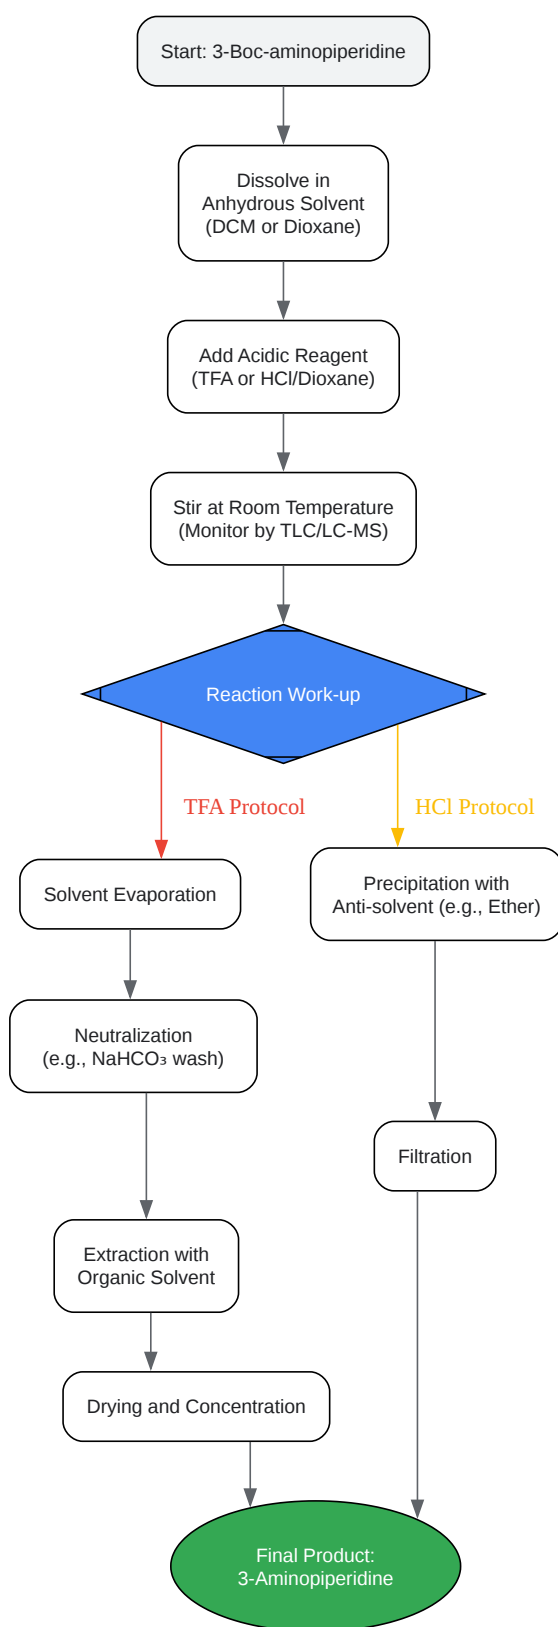 Start: 3-Boc-aminopiperidine
Dissolve in
Anhydrous Solvent
(DCM or Dioxane)
Add Acidic Reagent
(TFA or HCl/Dioxane)
Stir at Room Temperature
(Monitor by TLC/LC-MS)
Reaction Work-up
TFA Protocol
HCl Protocol
Solvent Evaporation
Precipitation with
Anti-solvent (e.g., Ether)
Neutralization
(e.g., NaHCO₃ wash)
Filtration
Extraction with
Organic Solvent
Drying and Concentration
Final Product:
3-Aminopiperidine